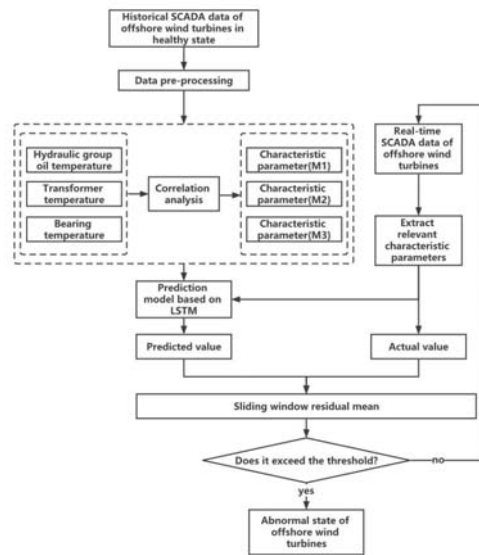 Historical SCADA data of
offshore wind turbines in
healthy state
Data pre-processing
Hydraulic group
oil temperature
Transformer
temperature
Bearing
temperature
Correlation
analysis
Characteristic
parameter(M1)
Characteristic
parameter(M2)
Characteristic
parameter(M3)
Real-time
SCADA data of
offshore wind
turbines
Extract
relevant
characteristic
parameters
Prediction
model based on
LSTM
Predicted value
Actual value
Sliding window residual mean
Does it exceed the threshold?
no
yes
Abnormal state of
offshore wind
turbines